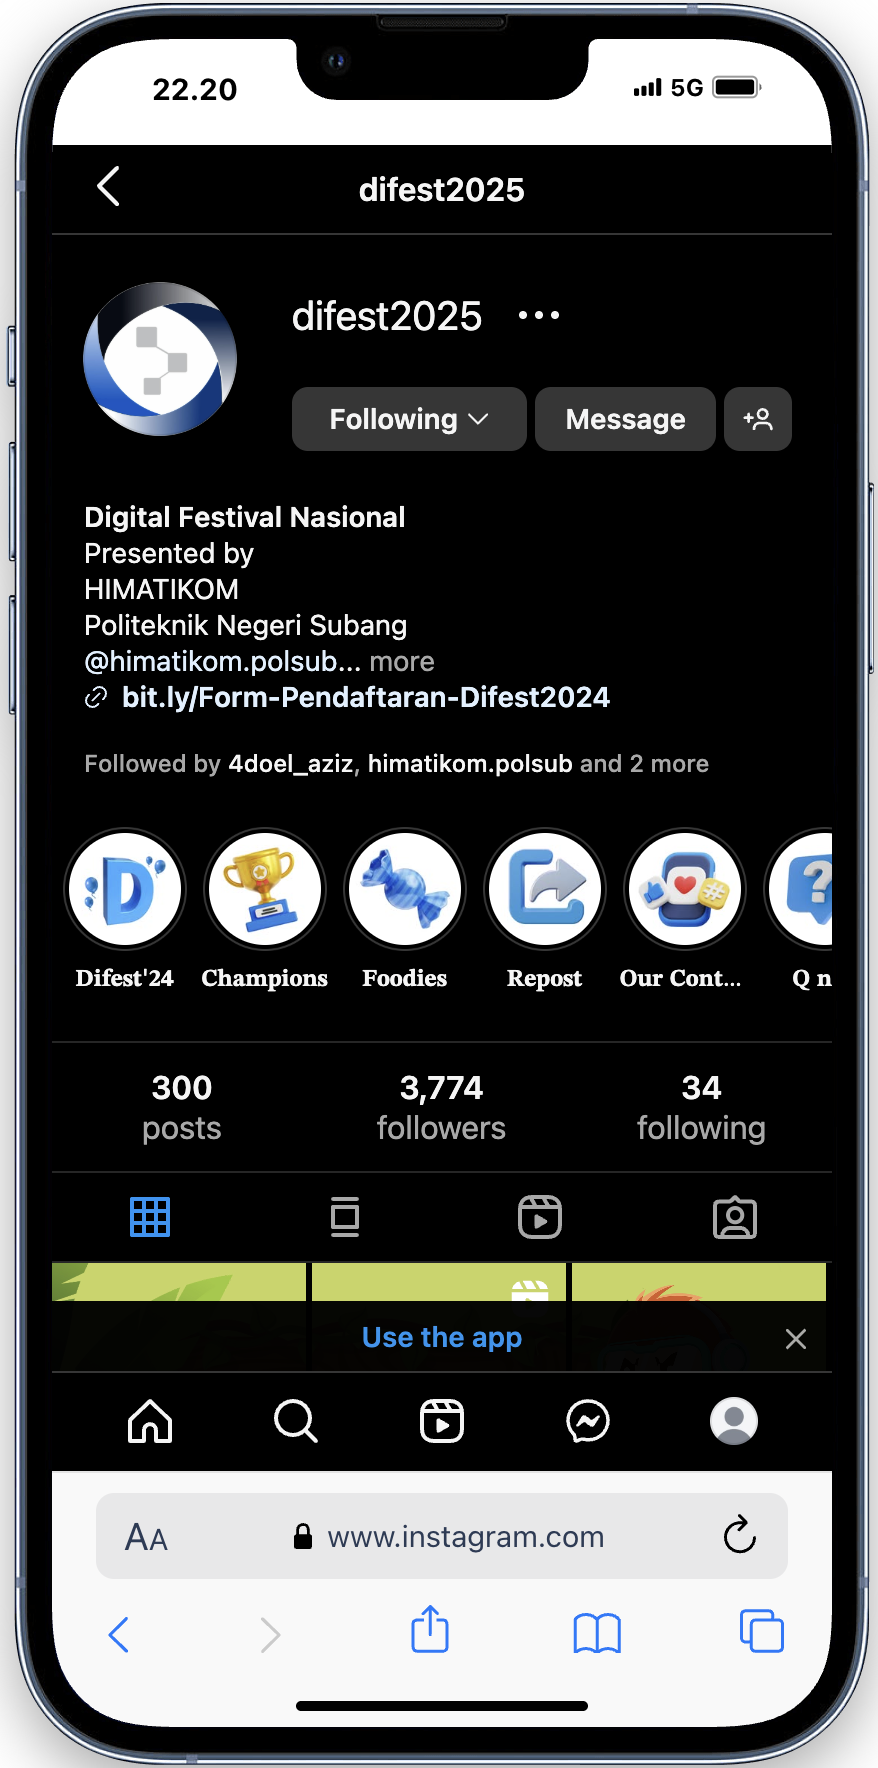 22.20
5G
difest2025
difest2025
Following
Message
Digital Festival Nasional
Presented by
HIMATIKOM
Politeknik Negeri Subang
@himatikom.polsub... more
bit.ly/Form-Pendaftaran-Difest2024
Followed by 4doel_aziz, himatikom.polsub and 2 more
Difest'24 Champions Foodies Repost Our Cont... Q n
300 3,774 34
posts followers following
Use the app
AA www.instagram.com